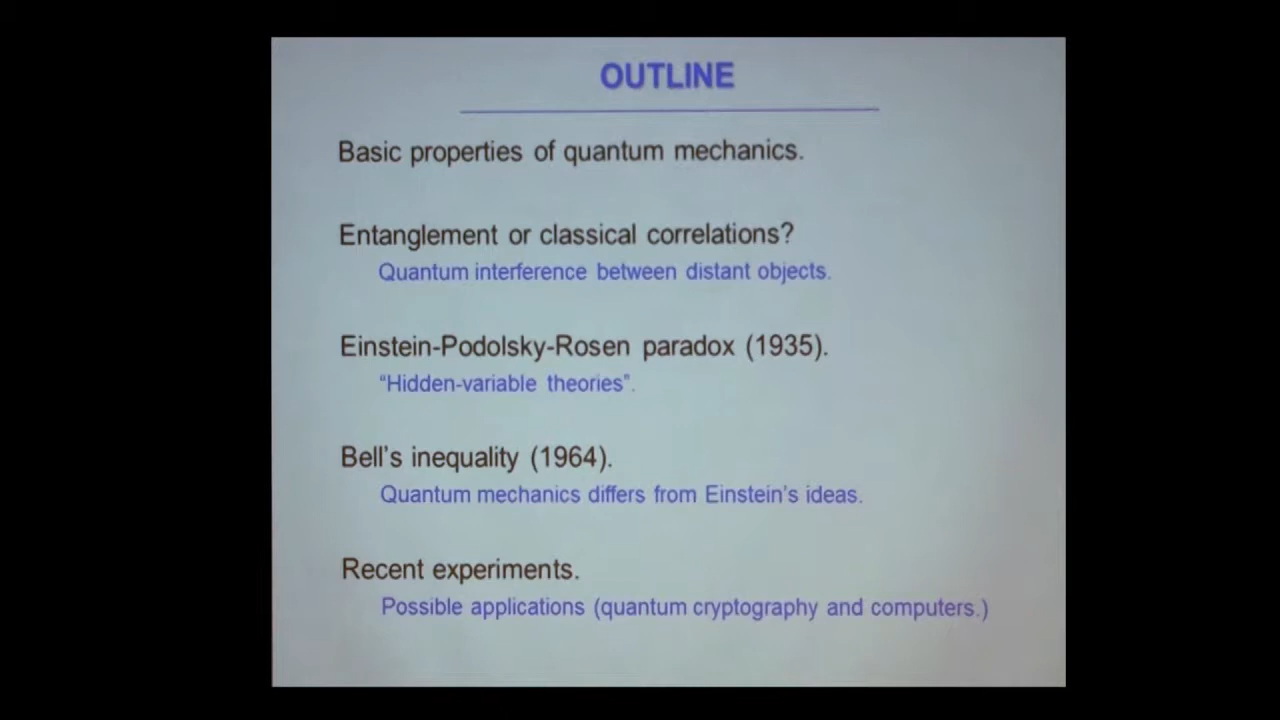 OUTLINE
Basic properties of quantum mechanics.
Entanglement or classical correlations?
Quantum interference between distant objects.
Einstein-Podolsky-Rosen paradox (1935).
“Hidden-variable theories”.
Bell’s inequality (1964).
Quantum mechanics differs from Einstein’s ideas.
Recent experiments.
Possible applications (quantum cryptography and computers.)